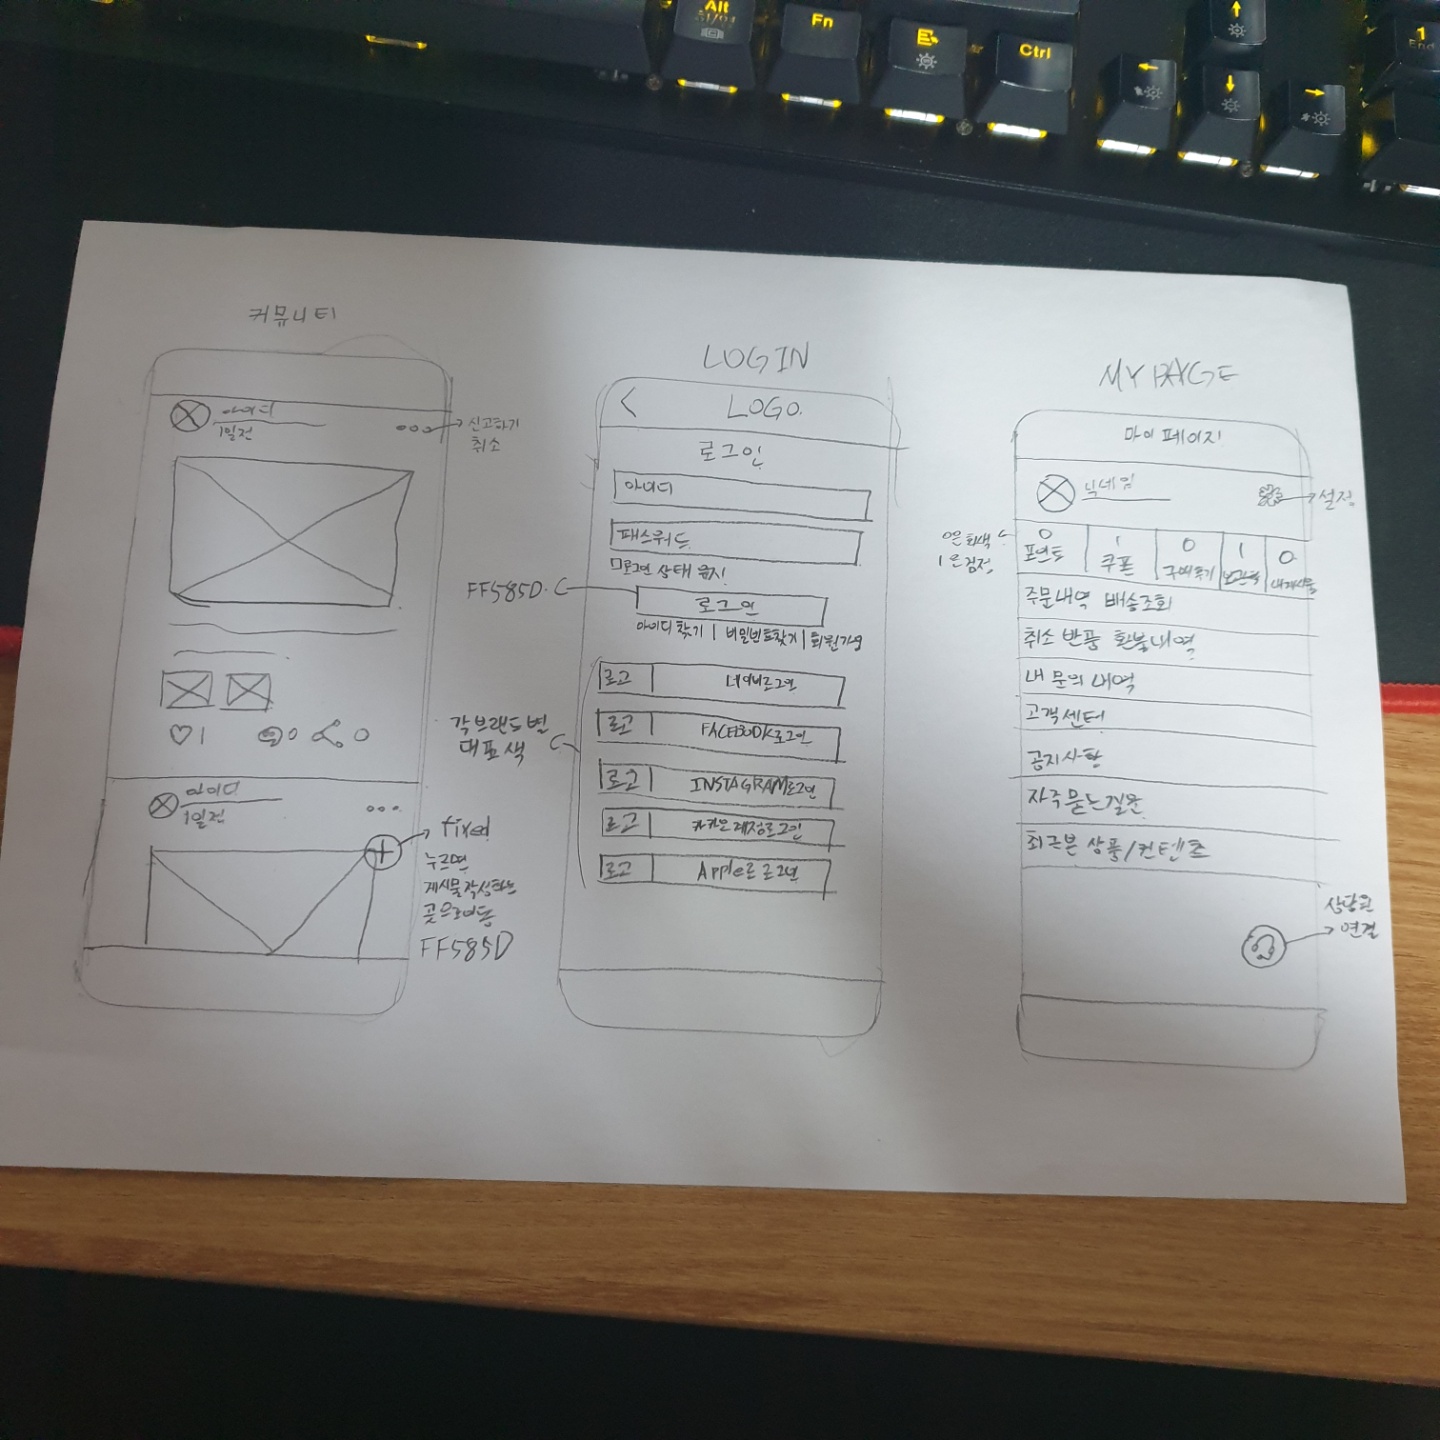 Alt
Fn
Ctrl
1
End
커뮤니티
아이디
1일전
신고하기
취소
1
0
0
아이디
1일전
fixed
누르면
게시물 작성하는
곳으로 이동
FF585D
LOGIN
LOGO.
로그인
아이디
패스워드
로그인 상태 유지
FF585D.
로그인
아이디 찾기 | 비밀번호찾기 | 회원가입
각 브랜드별
대표색
로고 네이버로그인
로고 FACEBOOK로그인
로고 INSTAGRAM로그인
로고 카카오계정로그인
로고 Apple로 로그인
MY PAYGE
마이 페이지
닉네임
설정
0은 회색
1은 검정
0 1 0 1 0
포인트 쿠폰 구매후기 내게시물
주문내역 배송조회
취소 반품 환불내역
내 문의 내역
고객센터
공지사항
자주묻는질문
최근본 상품/컨텐츠
상담원
연결